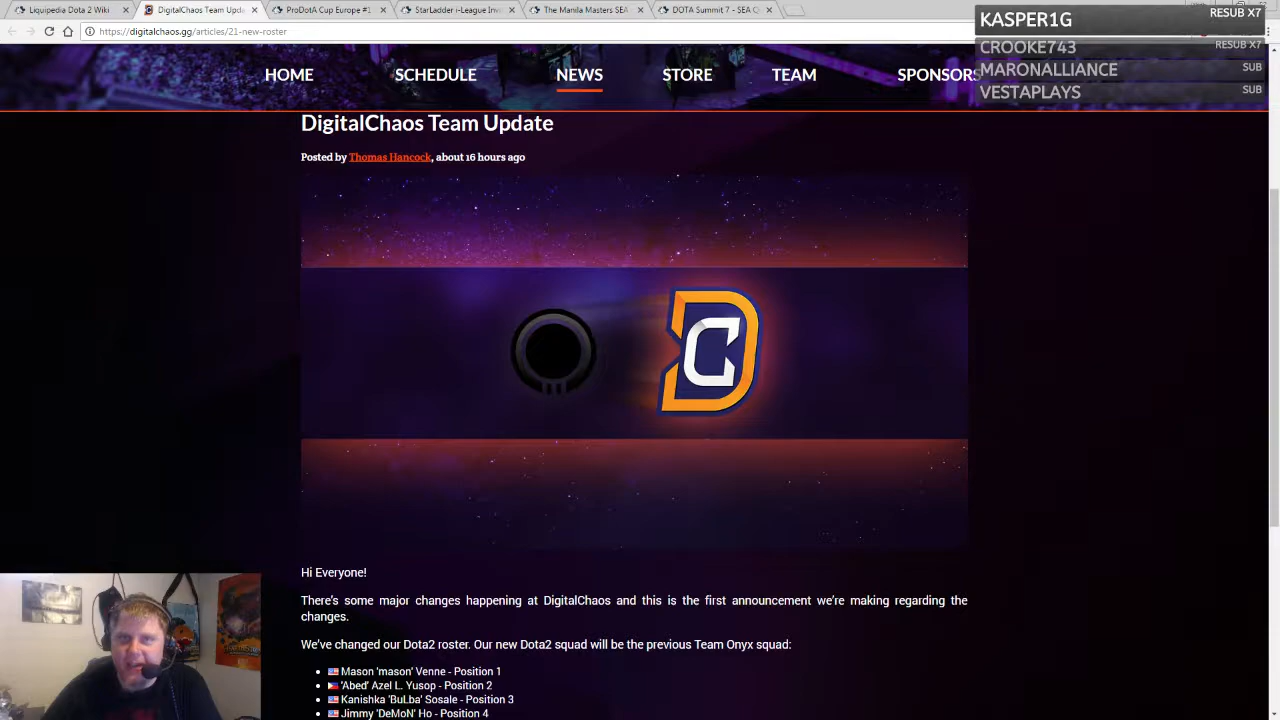 Liquipedia Dota 2 Wiki
DigitalChaos Team Upda
ProDotA Cup Europe #1
StarLadder i-League Inv
The Manila Masters SEA
DOTA Summit 7 - SEA C
https://digitalchaos.gg/articles/21-new-roster
KASPER1G RESUB X7
CROOKE743 RESUB X7
MARONALLIANCE SUB
VESTAPLAYS SUB
HOME SCHEDULE NEWS STORE TEAM SPONSORS
DigitalChaos Team Update
Posted by Thomas Hancock, about 16 hours ago
DC
Hi Everyone!
There's some major changes happening at DigitalChaos and this is the first announcement we're making regarding the
changes.
We've changed our Dota2 roster. Our new Dota2 squad will be the previous Team Onyx squad:
Mason 'mason' Venne - Position 1
'Abed' Azel L. Yusop - Position 2
Kanishka 'BuLba' Sosale - Position 3
Jimmy 'DeMoN' Ho - Position 4